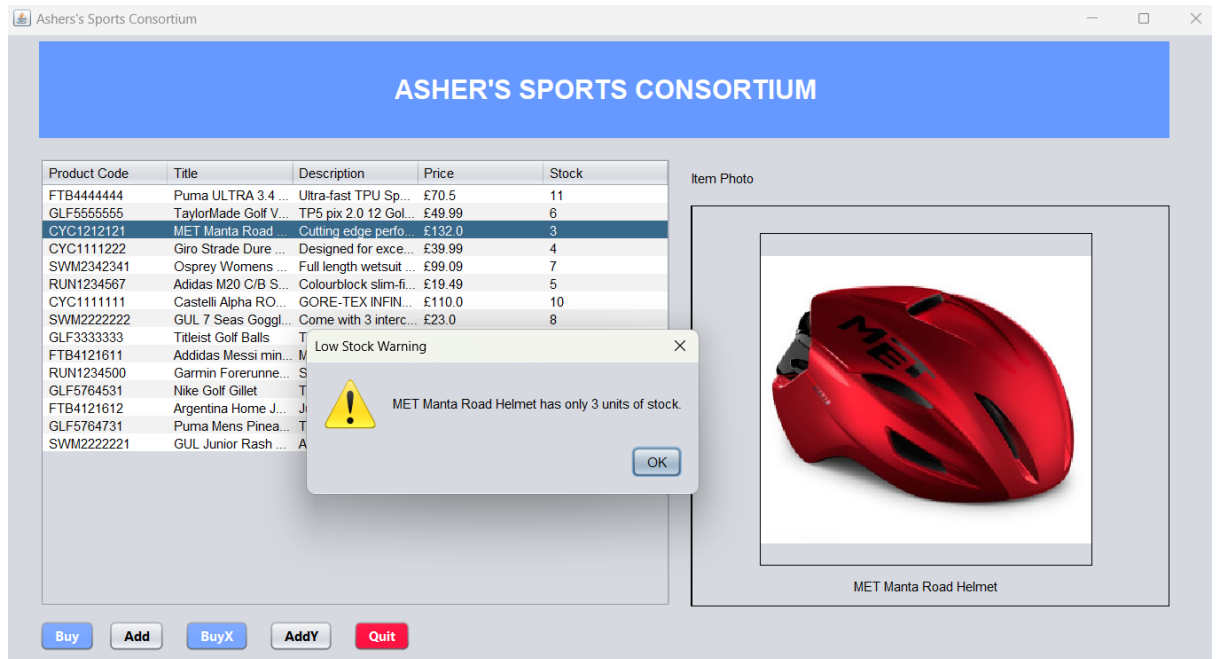 Ashers's Sports Consortium
ASHER'S SPORTS CONSORTIUM
Product Code Title Description Price Stock
FTB4444444 Puma ULTRA 3.4 ... Ultra-fast TPU Sp... £70.5 11
GLF5555555 TaylorMade Golf V... TP5 pix 2.0 12 Gol... £49.99 6
CYC1212121 MET Manta Road ... Cutting edge perfo... £132.0 3
CYC1111222 Giro Strade Dure ... Designed for exce... £39.99 4
SWM2342341 Osprey Womens ... Full length wetsuit ... £99.09 7
RUN1234567 Adidas M20 C/B S... Colourblock slim-fi... £19.49 5
CYC1111111 Castelli Alpha RO... GORE-TEX INFIN... £110.0 10
SWM2222222 GUL 7 Seas Goggl... Come with 3 interc... £23.0 8
GLF3333333 Titleist Golf Balls
FTB4121611 Addidas Messi min...
RUN1234500 Garmin Forerunne...
GLF5764531 Nike Golf Gillet
FTB4121612 Argentina Home J...
GLF5764731 Puma Mens Pinea...
SWM2222221 GUL Junior Rash ...
Low Stock Warning
MET Manta Road Helmet has only 3 units of stock.
OK
Item Photo
MET
MET Manta Road Helmet
Buy Add BuyX AddY Quit